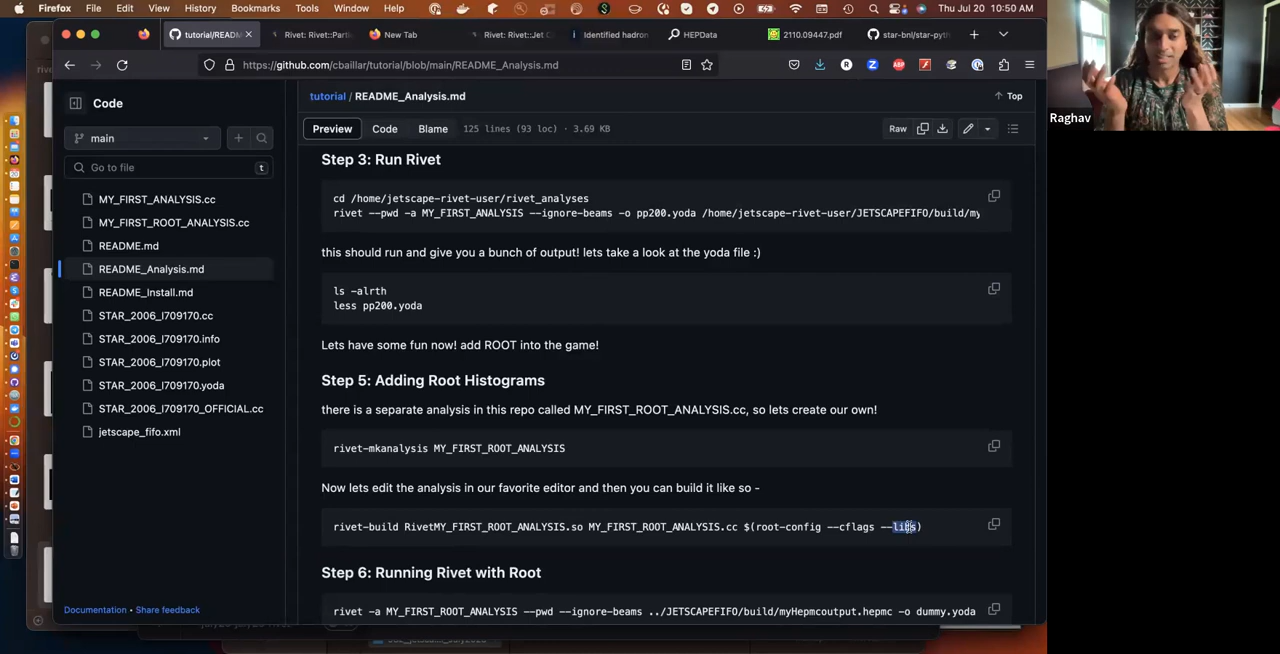 Firefox File Edit View History Bookmarks Tools Window Help Thu Jul 20 10:50 AM
tutorial/READM Rivet: Rivet::Parti New Tab Rivet: Rivet::Jet C Identified hadron HEPData 2110.09447.pdf star-bnl/star-pyth
https://github.com/cbaillar/tutorial/blob/main/README_Analysis.md
Code
main
Go to file t
MY_FIRST_ANALYSIS.cc
MY_FIRST_ROOT_ANALYSIS.cc
README.md
README_Analysis.md
README_Install.md
STAR_2006_I709170.cc
STAR_2006_I709170.info
STAR_2006_I709170.plot
STAR_2006_I709170.yoda
STAR_2006_I709170_OFFICIAL.cc
jetscape_fifo.xml
Documentation • Share feedback
tutorial / README_Analysis.md
Top
Preview Code Blame 125 lines (93 loc) · 3.69 KB Raw
Step 3: Run Rivet
cd /home/jetscape-rivet-user/rivet_analyses
rivet --pwd -a MY_FIRST_ANALYSIS --ignore-beams -o pp200.yoda /home/jetscape-rivet-user/JETSCAPEFIFO/build/my
this should run and give you a bunch of output! lets take a look at the yoda file :)
ls -alrth
less pp200.yoda
Lets have some fun now! add ROOT into the game!
Step 5: Adding Root Histograms
there is a separate analysis in this repo called MY_FIRST_ROOT_ANALYSIS.cc, so lets create our own!
rivet-mkanalysis MY_FIRST_ROOT_ANALYSIS
Now lets edit the analysis in our favorite editor and then you can build it like so -
rivet-build RivetMY_FIRST_ROOT_ANALYSIS.so MY_FIRST_ROOT_ANALYSIS.cc $(root-config --cflags --libs)
Step 6: Running Rivet with Root
rivet -a MY_FIRST_ROOT_ANALYSIS --pwd --ignore-beams ../JETSCAPEFIFO/build/myHepmcoutput.hepmc -o dummy.yoda
Raghav